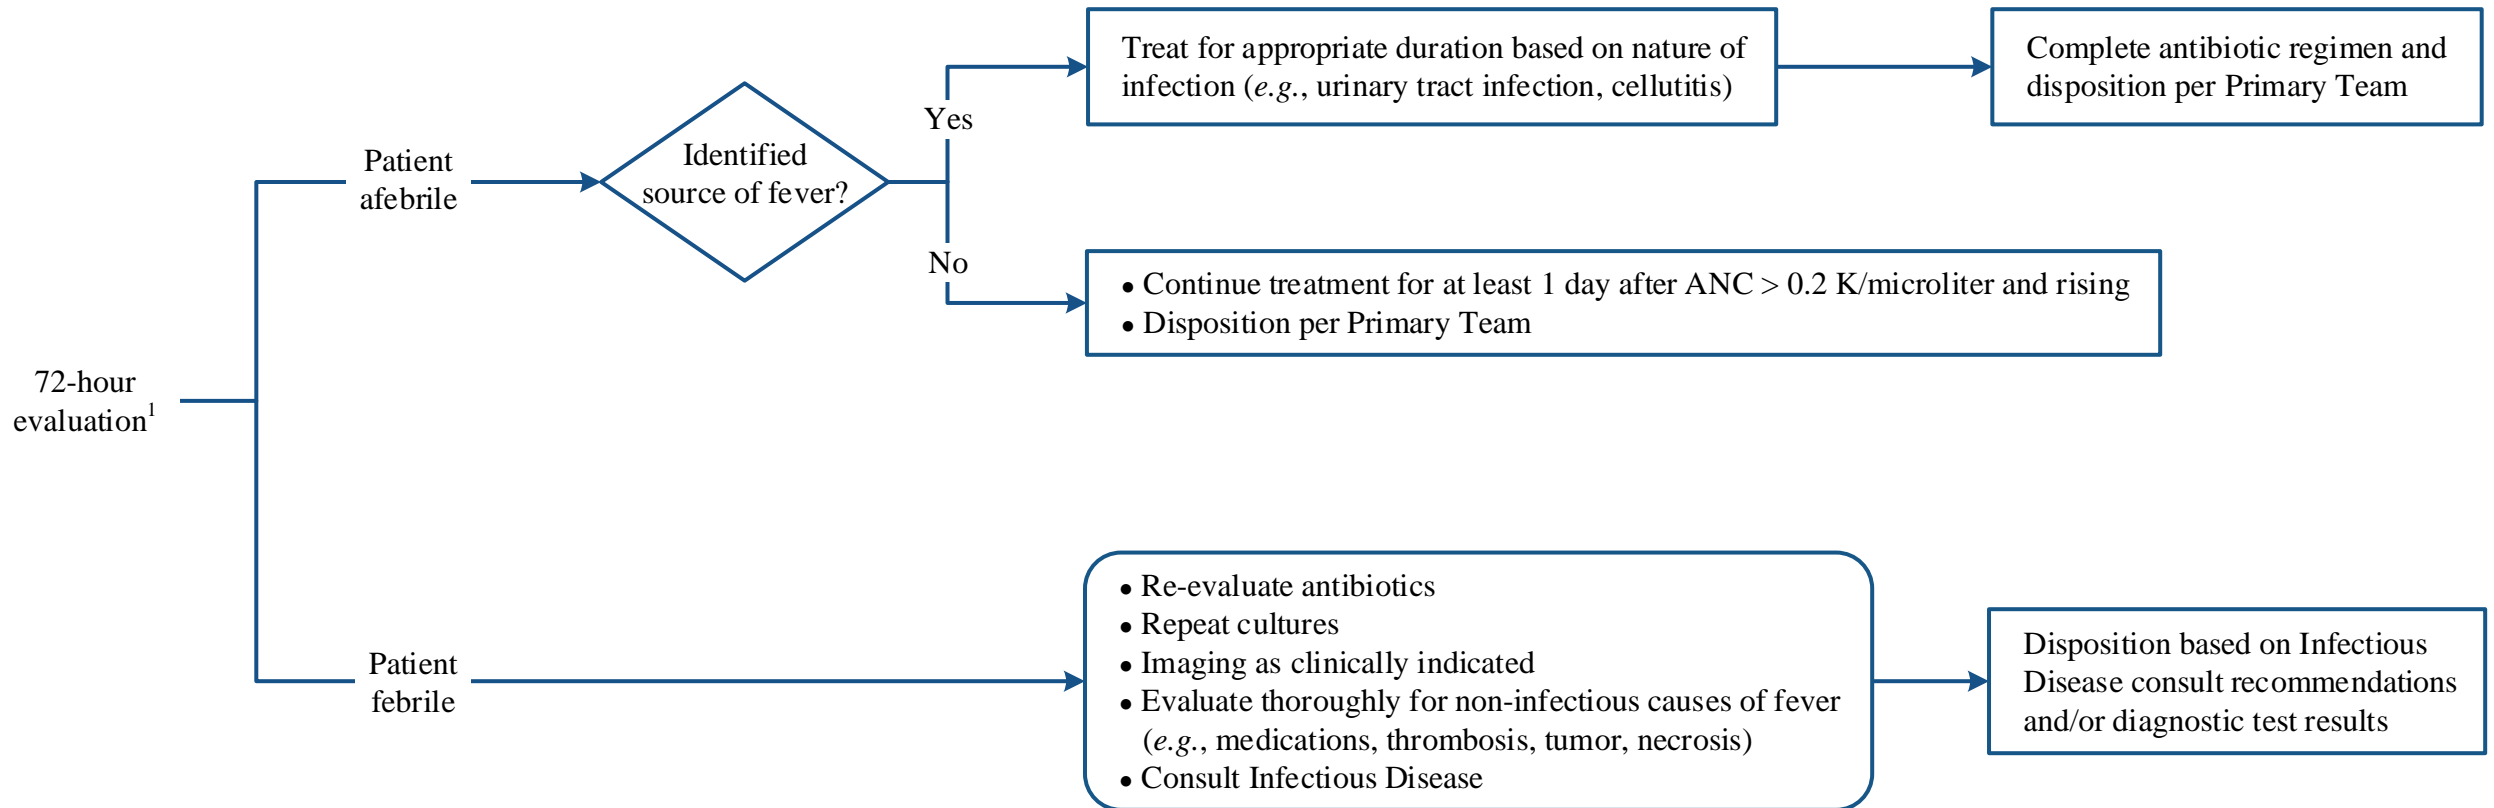 72-hour
evaluation¹
Patient
afebrile
Identified
source of fever?
Yes
Treat for appropriate duration based on nature of
infection (e.g., urinary tract infection, cellutitis)
Complete antibiotic regimen and
disposition per Primary Team
No
• Continue treatment for at least 1 day after ANC > 0.2 K/microliter and rising
• Disposition per Primary Team
Patient
febrile
• Re-evaluate antibiotics
• Repeat cultures
• Imaging as clinically indicated
• Evaluate thoroughly for non-infectious causes of fever
(e.g., medications, thrombosis, tumor, necrosis)
• Consult Infectious Disease
Disposition based on Infectious
Disease consult recommendations
and/or diagnostic test results